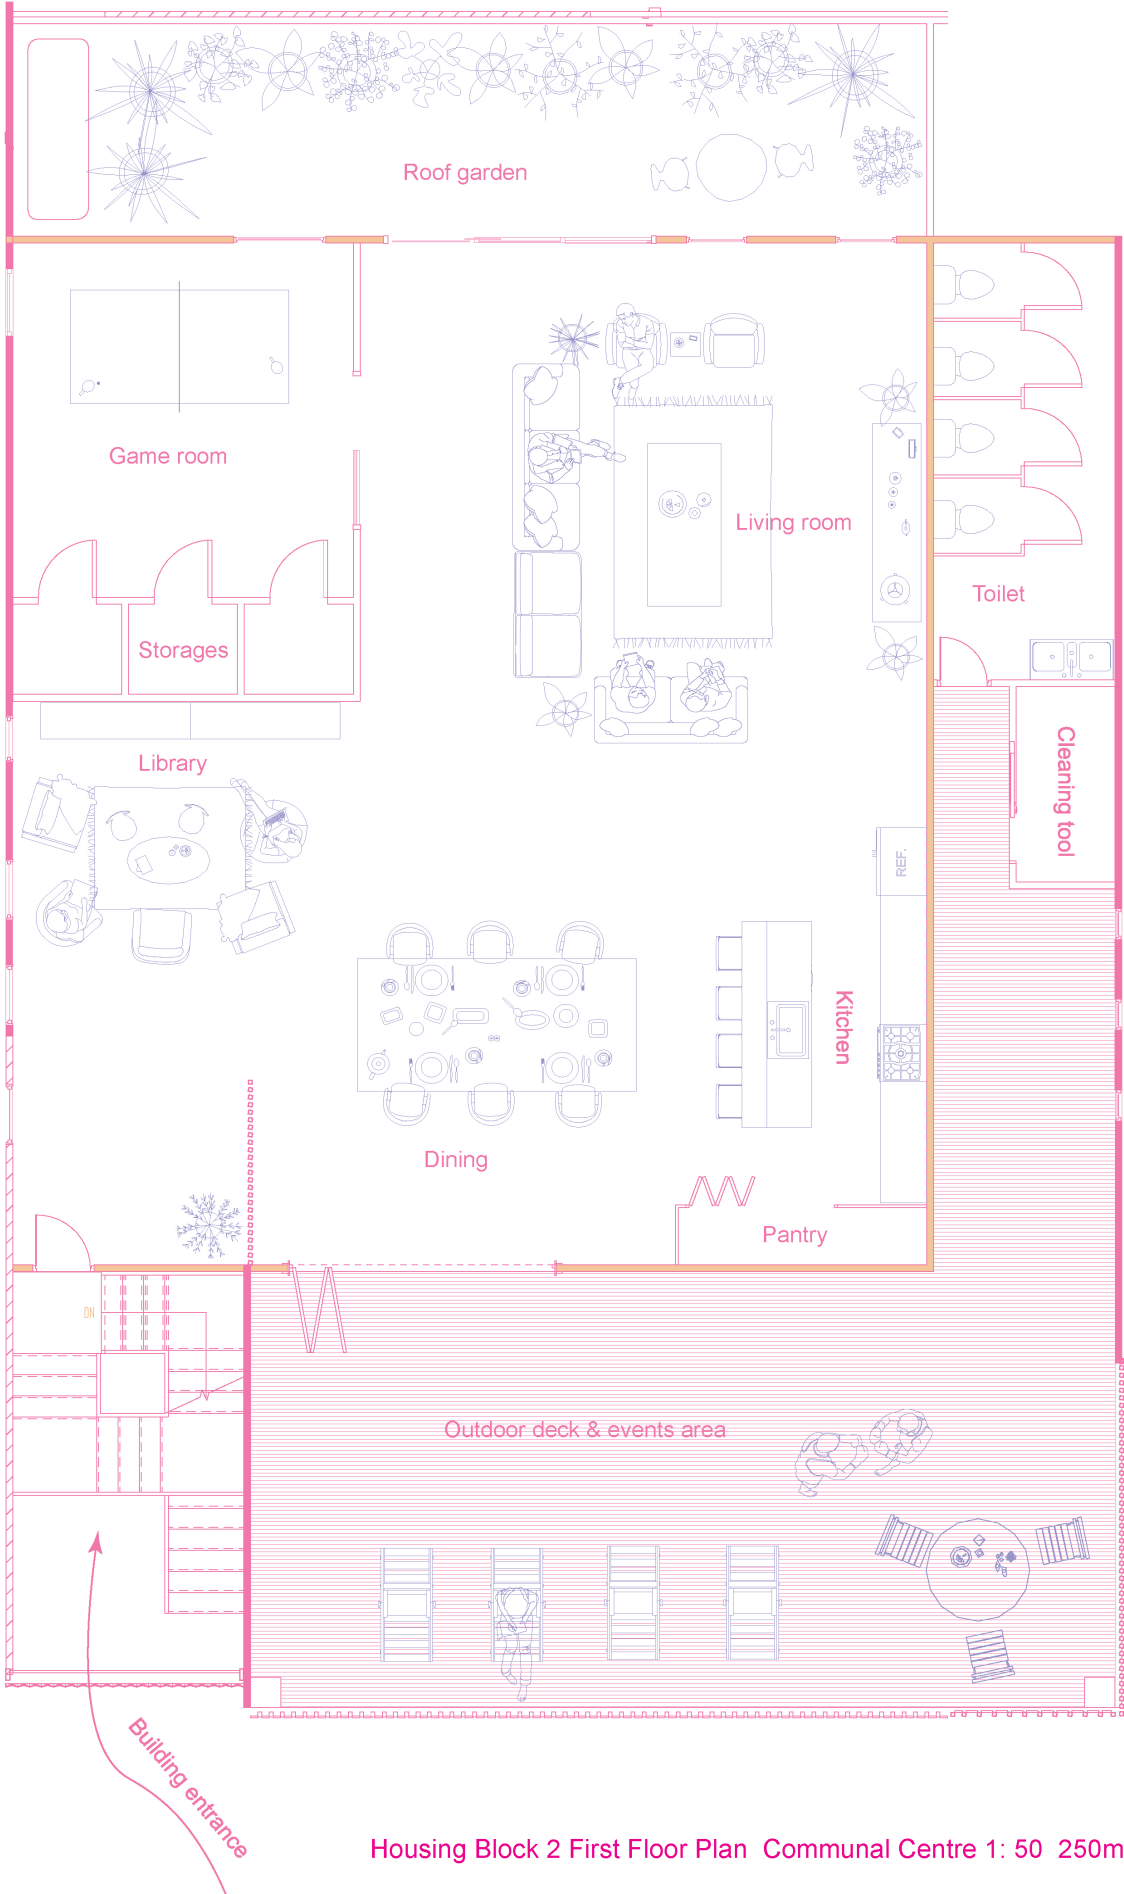 Roof garden
Game room
Living room
Toilet
Storages
Cleaning tool
Library
REF.
Kitchen
Dining
Pantry
DN
Outdoor deck & events area
Building entrance
Housing Block 2 First Floor Plan  Communal Centre 1: 50  250m